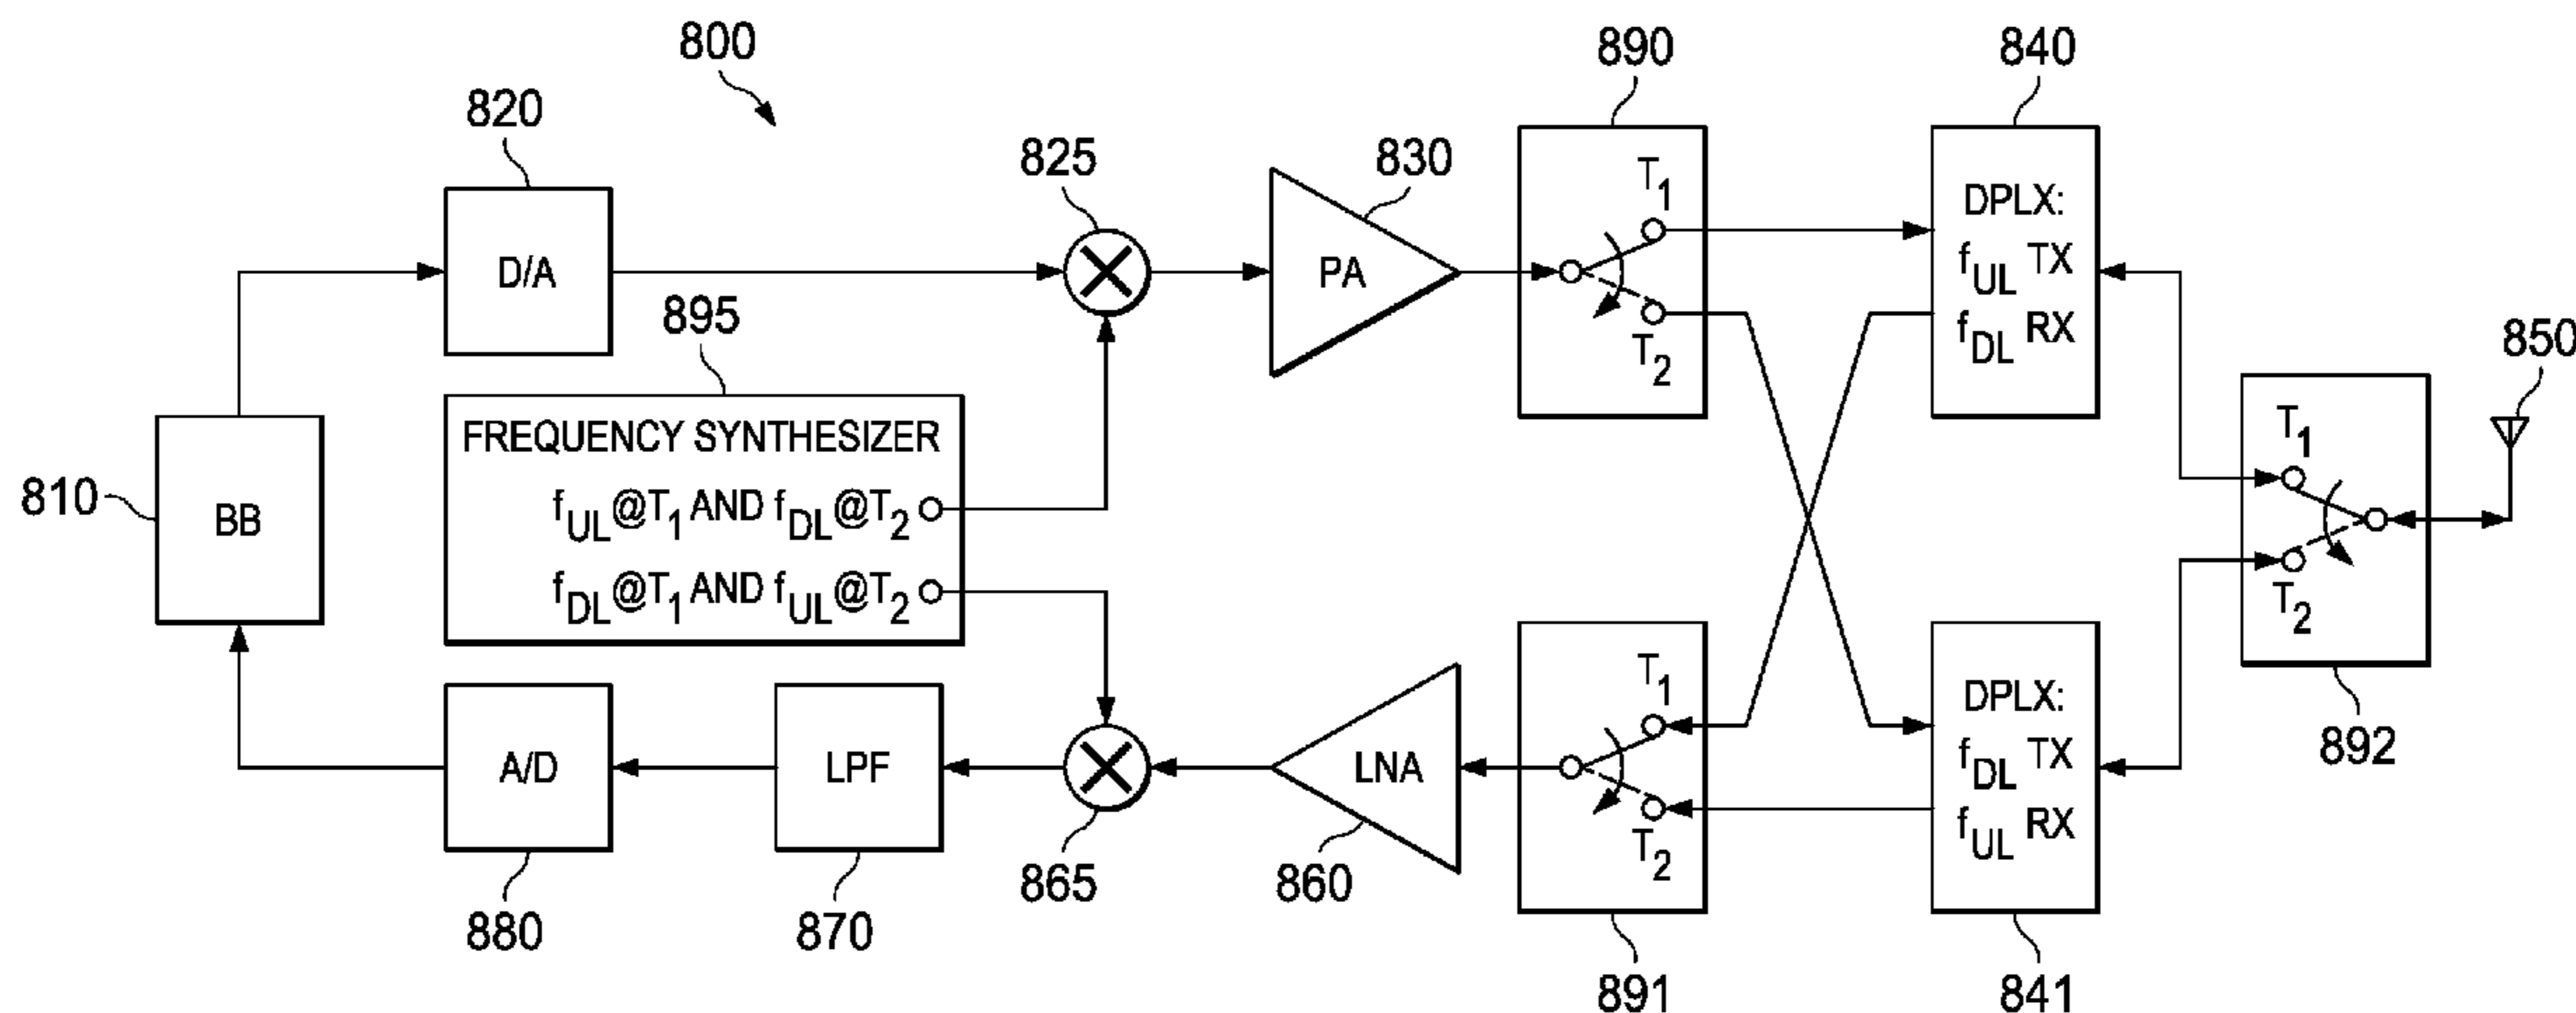 800
820
D/A
825
830
PA
890
T1
T2
840
DPLX:
fUL TX
fDL RX
895
FREQUENCY SYNTHESIZER
fUL@T1 AND fDL@T2
fDL@T1 AND fUL@T2
810
BB
850
T1
T2
892
880
A/D
870
LPF
865
860
LNA
891
T1
T2
841
DPLX:
fDL TX
fUL RX